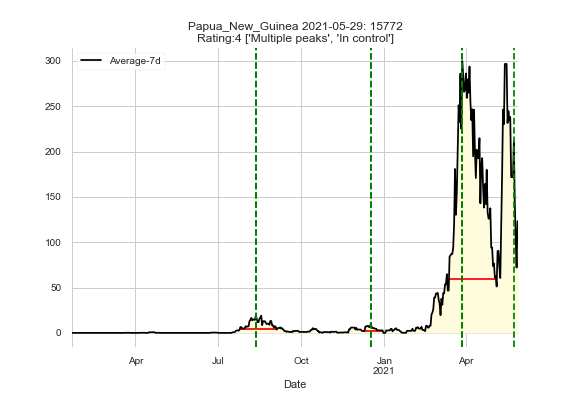 Papua_New_Guinea 2021-05-29: 15772
Rating:4 ['Multiple peaks', 'In control']
Average-7d
300
250
200
150
100
50
0
Apr
Jul
Oct
Jan
2021
Apr
Date